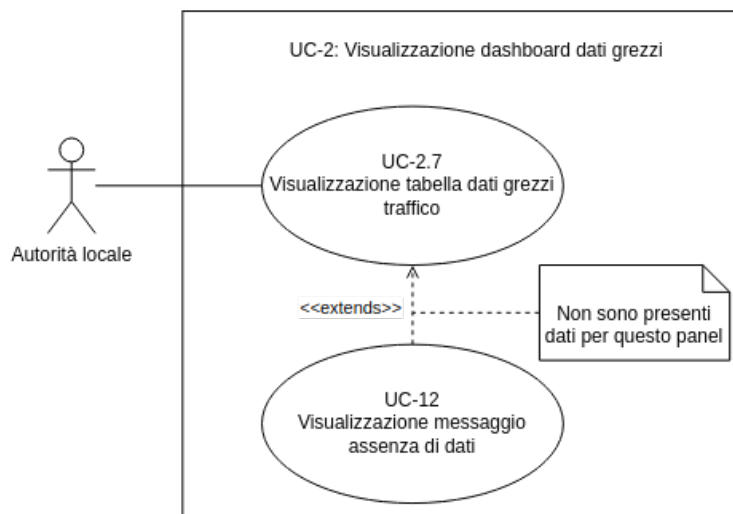 UC-2: Visualizzazione dashboard dati grezzi
UC-2.7
Visualizzazione tabella dati grezzi
traffico
Autorità locale
<<extends>>
Non sono presenti
dati per questo panel
UC-12
Visualizzazione messaggio
assenza di dati